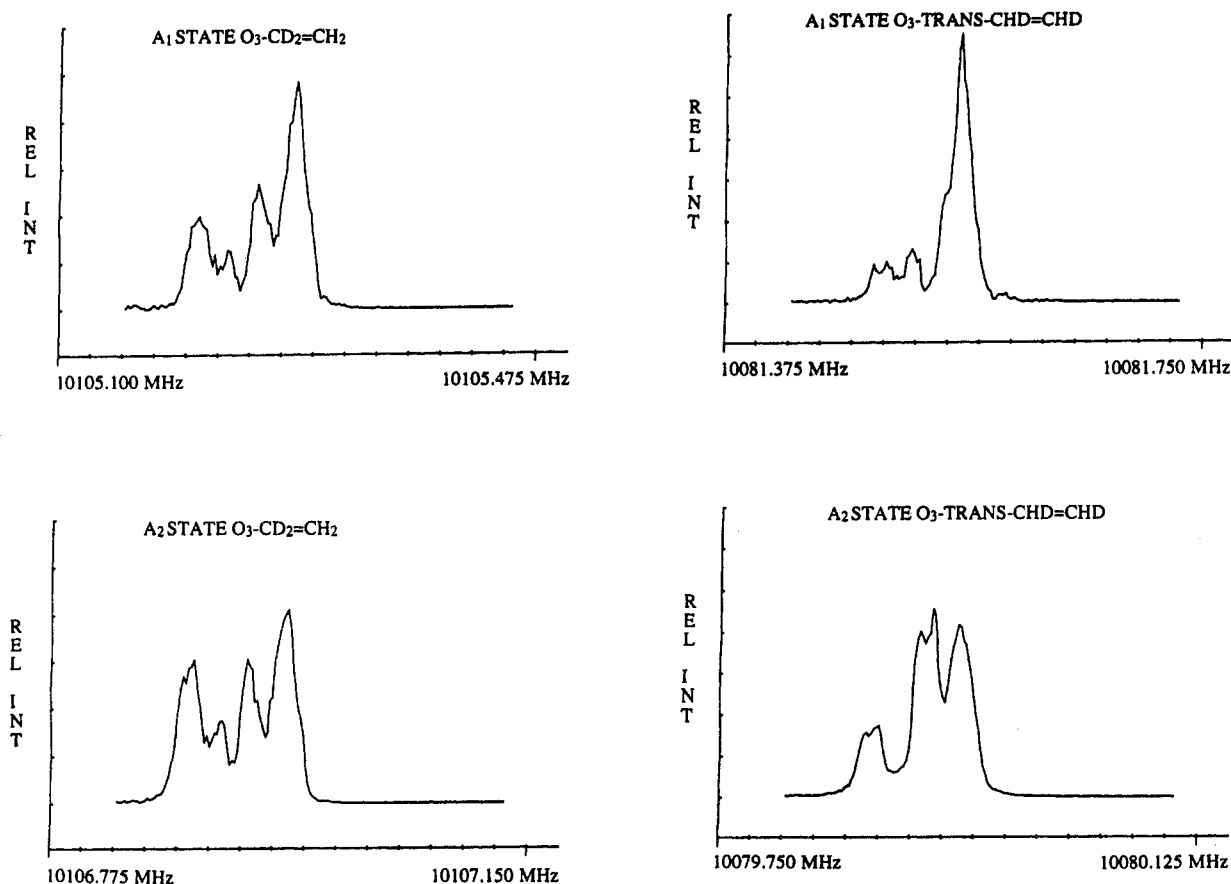 A₁ STATE O₃-CD₂=CH₂
REL INT
10105.100 MHz
10105.475 MHz
A₁ STATE O₃-TRANS-CHD=CHD
REL INT
10081.375 MHz
10081.750 MHz
A₂ STATE O₃-CD₂=CH₂
REL INT
10106.775 MHz
10107.150 MHz
A₂ STATE O₃-TRANS-CHD=CHD
REL INT
10079.750 MHz
10080.125 MHz